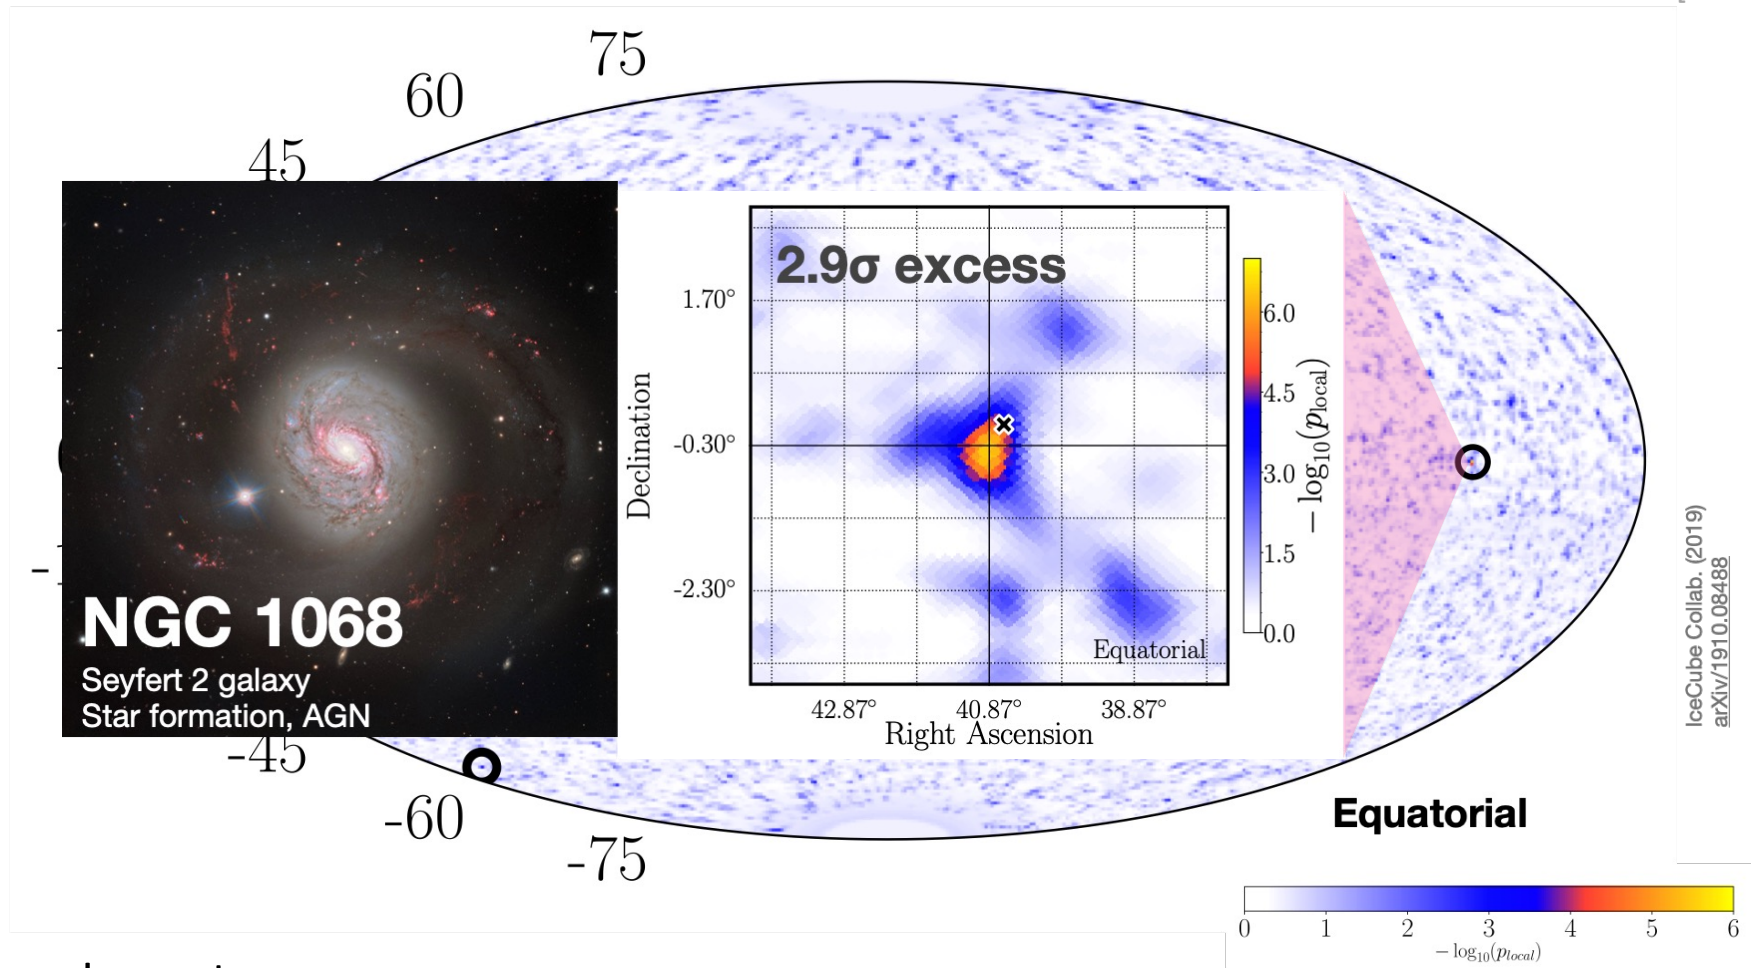 75
60
45
2.9σ excess
1.70°
-0.30°
-2.30°
Declination
Equatorial
42.87°
40.87°
38.87°
Right Ascension
6.0
4.5
3.0
1.5
0.0
− log₁₀(p_local)
NGC 1068
Seyfert 2 galaxy
Star formation, AGN
-45
-60
-75
Equatorial
IceCube Collab. (2019)
arXiv/1910.08488
0 1 2 3 4 5 6
− log₁₀(p_local)